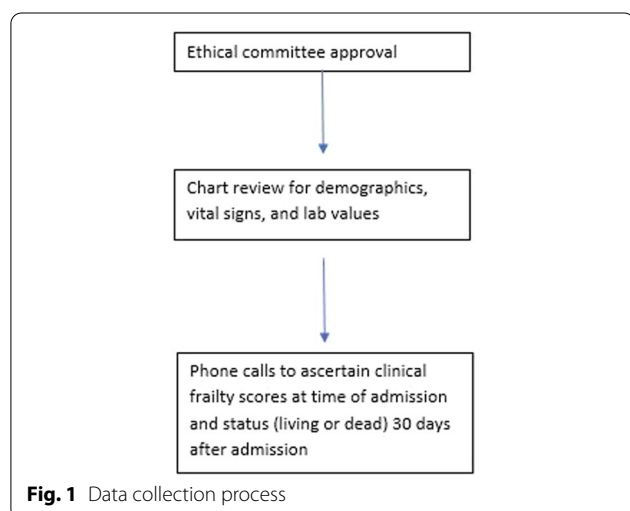 Ethical committee approval
Chart review for demographics,
vital signs, and lab values
Phone calls to ascertain clinical
frailty scores at time of admission
and status (living or dead) 30 days
after admission
Fig. 1 Data collection process